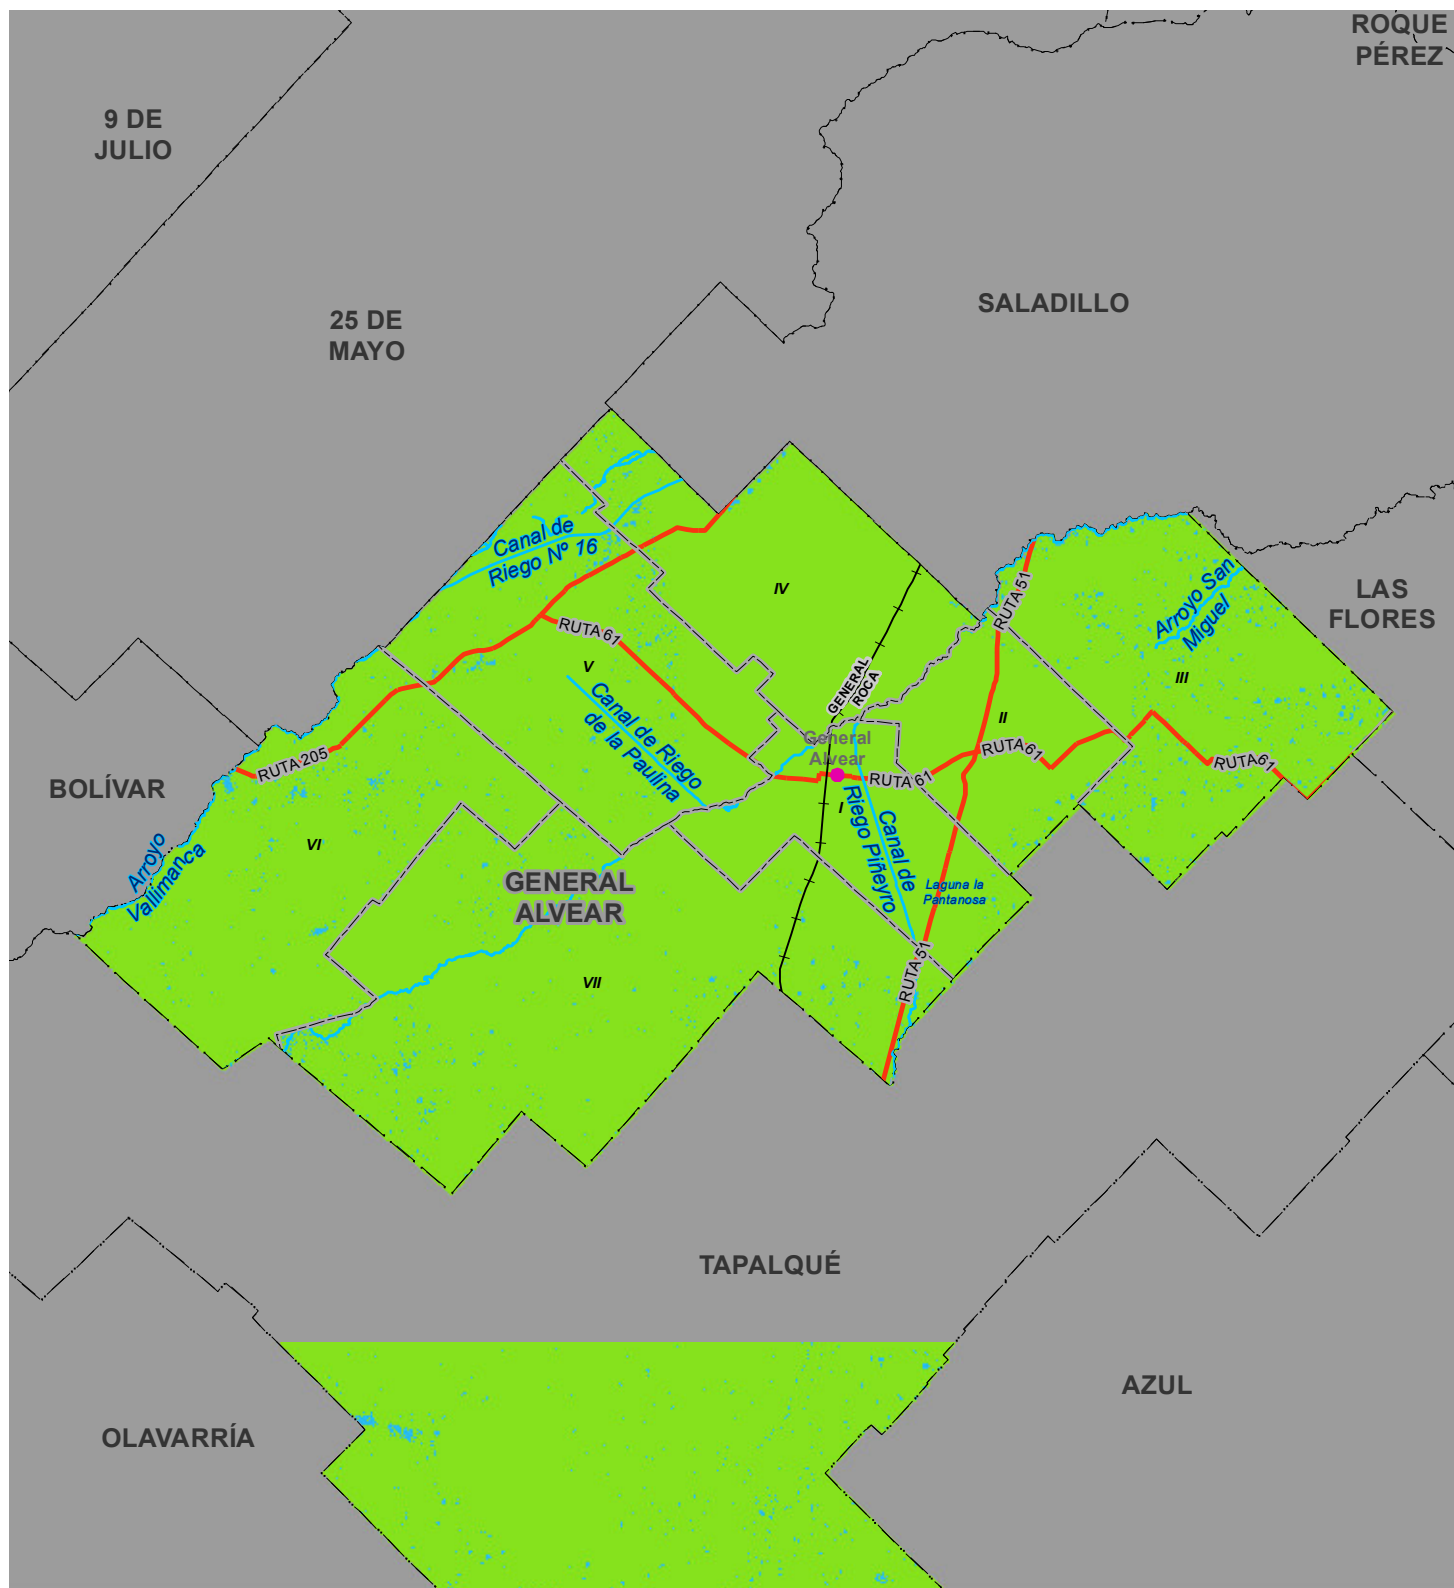 ROQUE
PÉREZ
9 DE
JULIO
SALADILLO
25 DE
MAYO
Canal de
Riego Nº 16
Arroyo San
Miguel
LAS
FLORES
IV
RUTA 51
RUTA 61
V
III
GENERAL
ROCA
Canal de Riego
de la Paulina
II
General
Alvear
RUTA 61
RUTA 61
RUTA 205
RUTA 61
BOLÍVAR
I
Canal de
Riego Piñeyro
VI
Arroyo
Vallimanca
GENERAL
ALVEAR
Laguna la
Pantanosa
VII
RUTA 51
TAPALQUÉ
AZUL
OLAVARRÍA